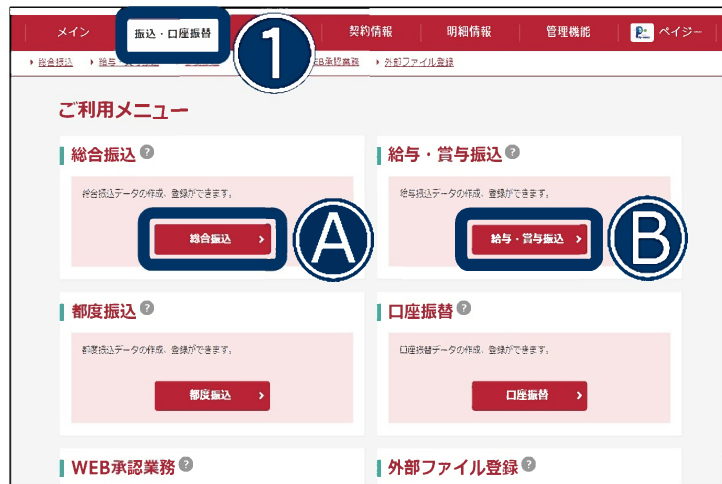 メイン 振込・口座振替 1 契約情報 明細情報 管理機能 ペイジー
総合振込 給与 EB承認業務 外部ファイル登録
ご利用メニュー
総合振込 ?
総合振込データの作成、登録ができます。
総合振込
A
給与・賞与振込 ?
給与振込データの作成、登録ができます。
給与・賞与振込
B
都度振込 ?
都度振込データの作成、登録ができます。
都度振込
口座振替 ?
口座振替データの作成、登録ができます。
口座振替
WEB承認業務 ?
外部ファイル登録 ?